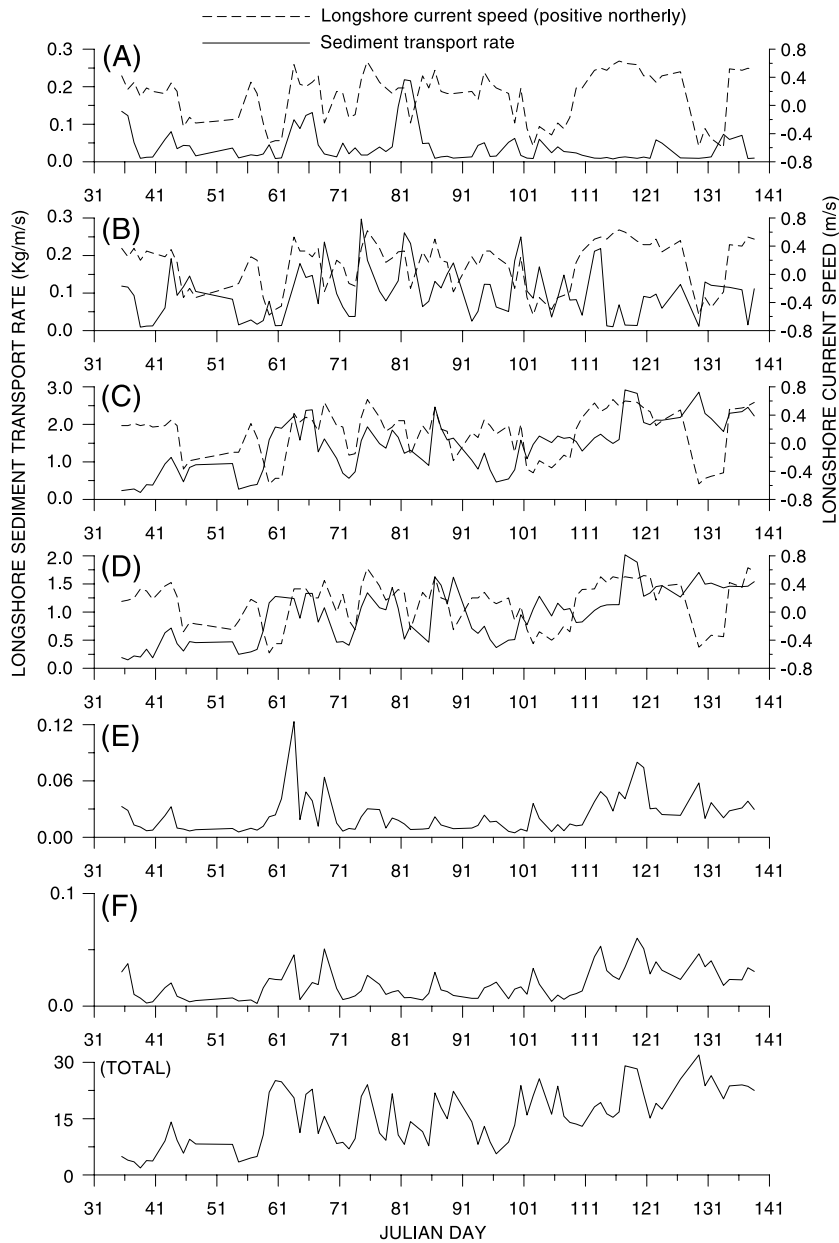 Longshore current speed (positive northerly)
Sediment transport rate
LONGSHORE SEDIMENT TRANSPORT RATE (Kg/m/s)
LONGSHORE CURRENT SPEED (m/s)
(A)
0.3
0.2
0.1
0.0
0.8
0.4
0.0
-0.4
-0.8
31 41 51 61 71 81 91 101 111 121 131 141
(B)
0.3
0.2
0.1
0.0
0.8
0.4
0.0
-0.4
-0.8
31 41 51 61 71 81 91 101 111 121 131 141
(C)
3.0
2.0
1.0
0.0
0.8
0.4
0.0
-0.4
-0.8
31 41 51 61 71 81 91 101 111 121 131 141
(D)
2.0
1.5
1.0
0.5
0.0
0.8
0.4
0.0
-0.4
-0.8
31 41 51 61 71 81 91 101 111 121 131 141
(E)
0.12
0.06
0.00
31 41 51 61 71 81 91 101 111 121 131 141
(F)
0.1
0.0
31 41 51 61 71 81 91 101 111 121 131 141
(TOTAL)
30
15
0
31 41 51 61 71 81 91 101 111 121 131 141
JULIAN DAY